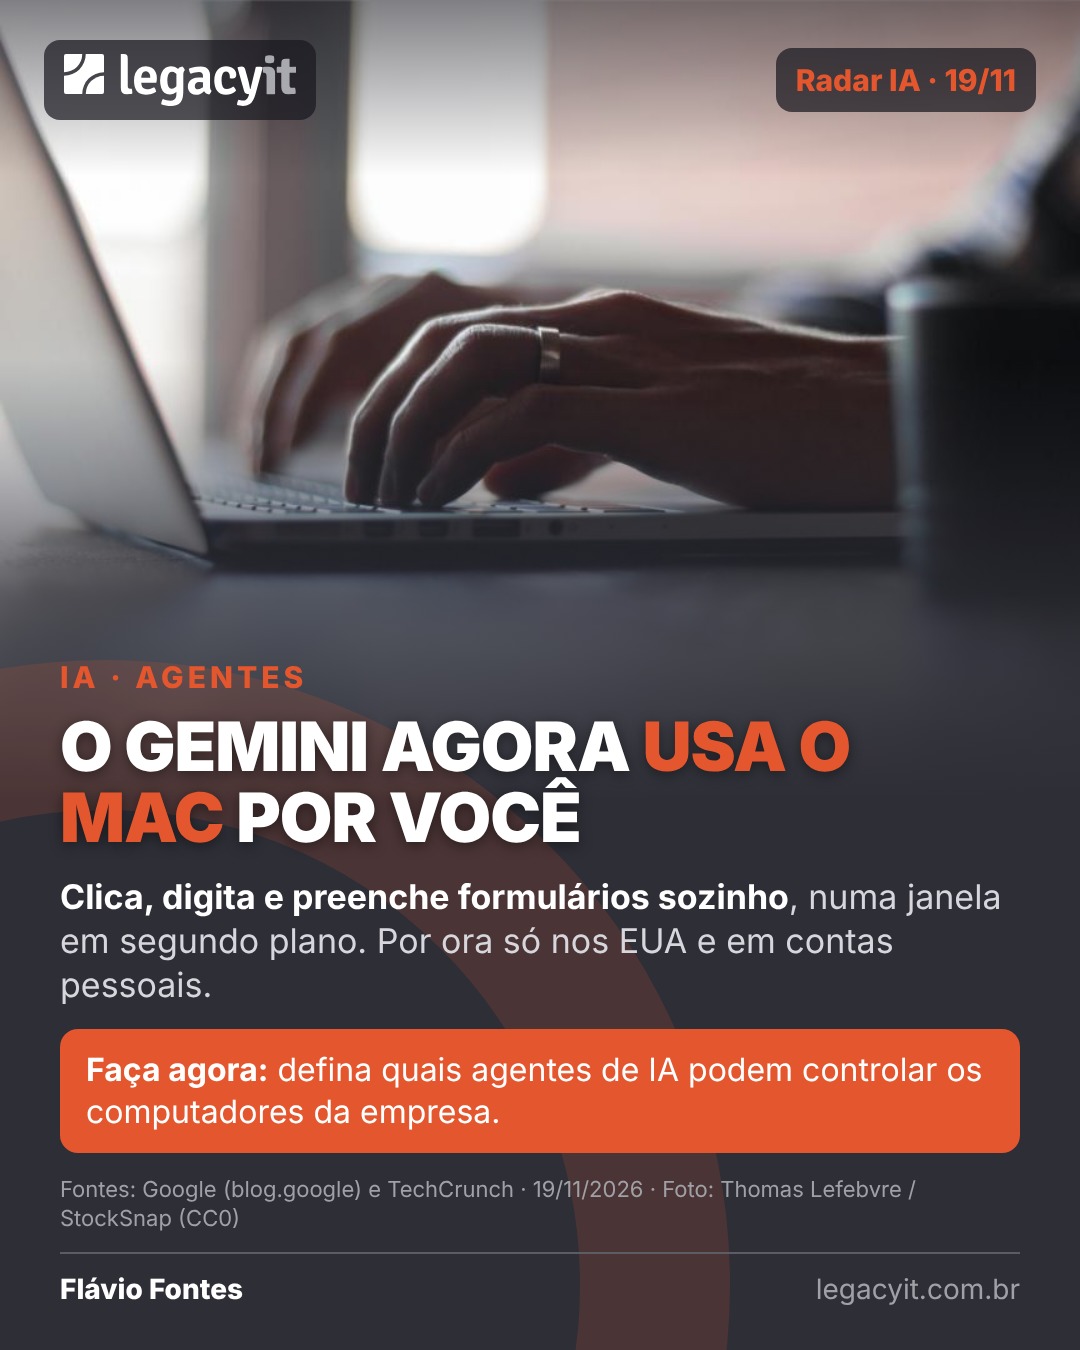 legacyit
Radar IA · 19/11
IA · AGENTES
O GEMINI AGORA USA O
MAC POR VOCÊ
Clica, digita e preenche formulários sozinho, numa janela
em segundo plano. Por ora só nos EUA e em contas
pessoais.
Faça agora: defina quais agentes de IA podem controlar os
computadores da empresa.
Fontes: Google (blog.google) e TechCrunch · 19/11/2026 · Foto: Thomas Lefebvre /
StockSnap (CC0)
Flávio Fontes
legacyit.com.br